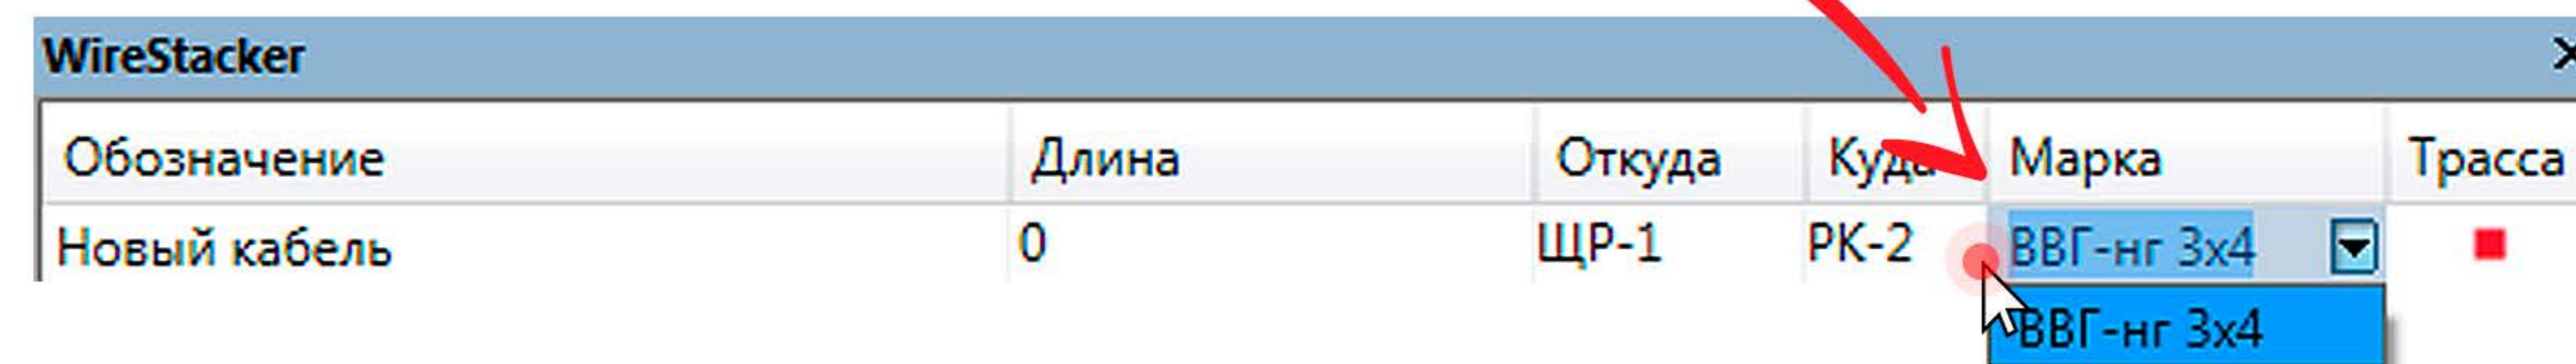 WireStacker
Обозначение Длина Откуда Куда Марка Трасса
Новый кабель 0 ЩР-1 РК-2 ВВГ-нг 3х4
ВВГ-нг 3х4